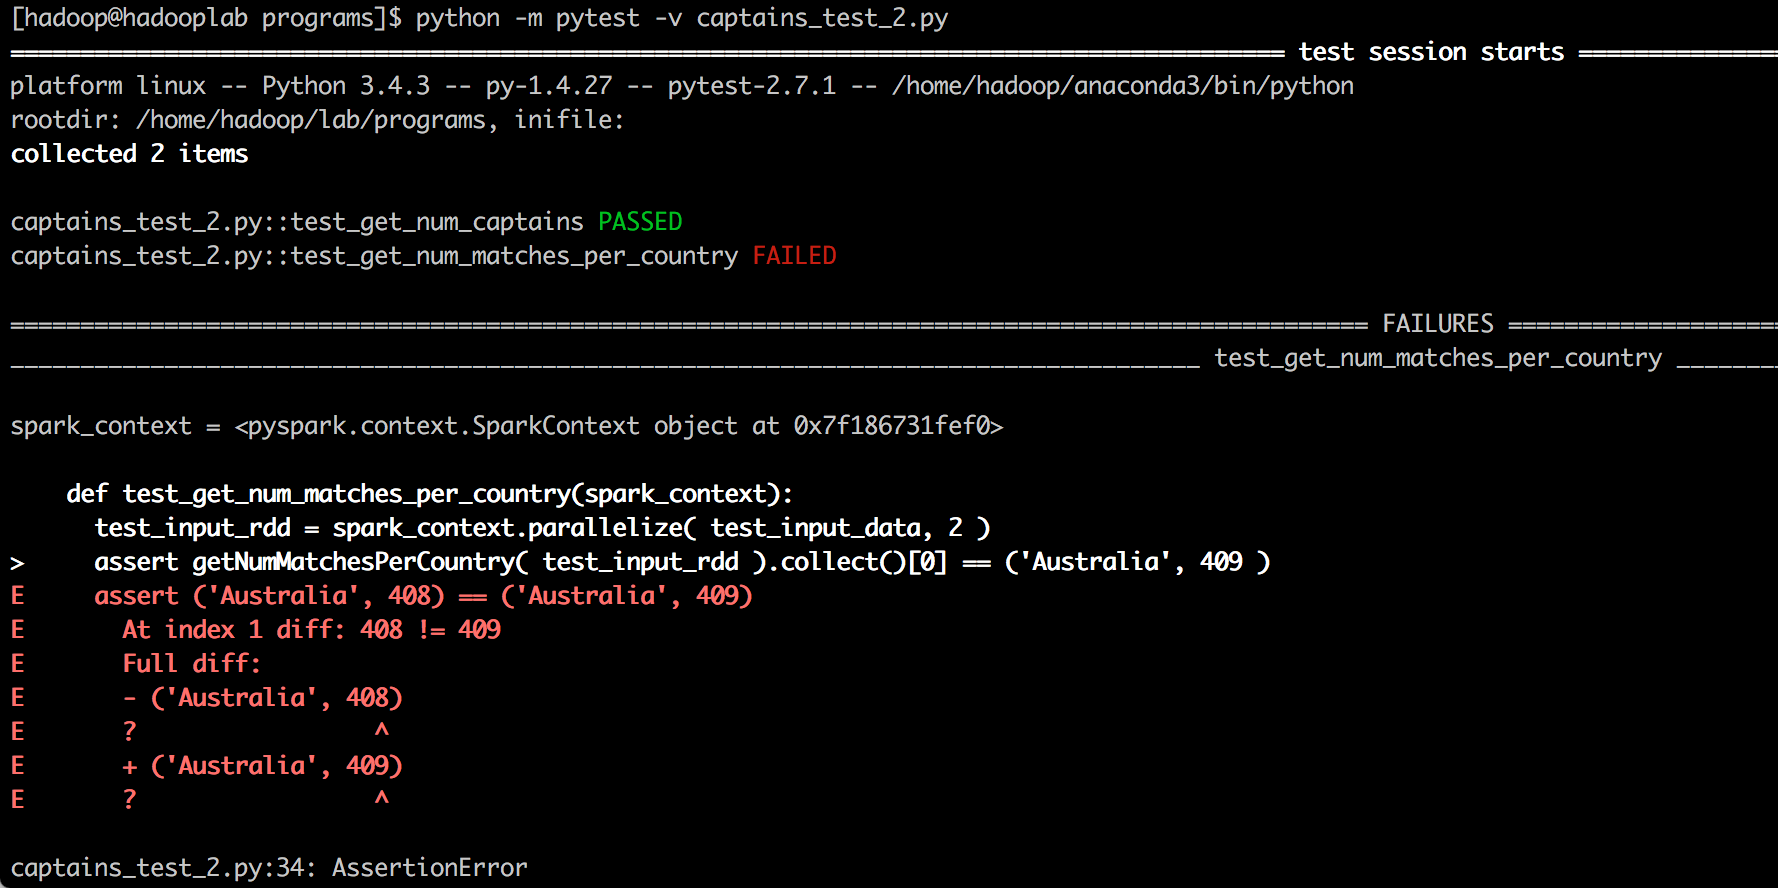 [hadoop@hadooplab programs]$ python -m pytest -v captains_test_2.py
=========================================================================================== test session starts ===============
platform linux -- Python 3.4.3 -- py-1.4.27 -- pytest-2.7.1 -- /home/hadoop/anaconda3/bin/python
rootdir: /home/hadoop/lab/programs, inifile:
collected 2 items
captains_test_2.py::test_get_num_captains PASSED
captains_test_2.py::test_get_num_matches_per_country FAILED
================================================================================================= FAILURES ====================
_____________________________________________________________________________________ test_get_num_matches_per_country ________
spark_context = <pyspark.context.SparkContext object at 0x7f186731fef0>
    def test_get_num_matches_per_country(spark_context):
      test_input_rdd = spark_context.parallelize( test_input_data, 2 )
>     assert getNumMatchesPerCountry( test_input_rdd ).collect()[0] == ('Australia', 409 )
E     assert ('Australia', 408) == ('Australia', 409)
E       At index 1 diff: 408 != 409
E       Full diff:
E       - ('Australia', 408)
E       ?                 ^
E       + ('Australia', 409)
E       ?                 ^
captains_test_2.py:34: AssertionError